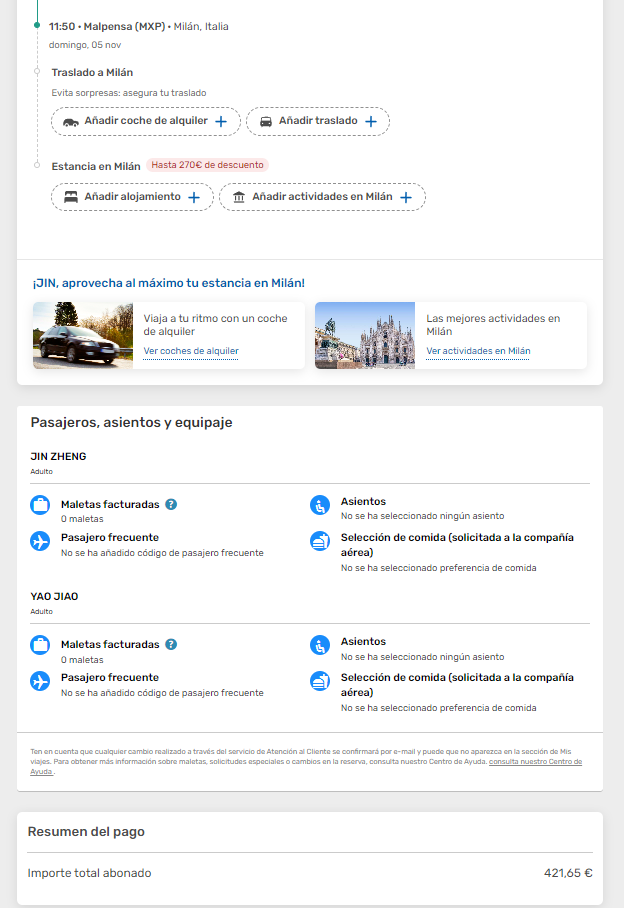 11:50 • Malpensa (MXP) • Milán, Italia
domingo, 05 nov
Traslado a Milán
Evita sorpresas: asegura tu traslado
Añadir coche de alquiler +
Añadir traslado +
Estancia en Milán Hasta 270€ de descuento
Añadir alojamiento +
Añadir actividades en Milán +
¡JIN, aprovecha al máximo tu estancia en Milán!
Viaja a tu ritmo con un coche
de alquiler
Ver coches de alquiler
Las mejores actividades en
Milán
Ver actividades en Milán
Pasajeros, asientos y equipaje
JIN ZHENG
Adulto
Maletas facturadas ?
0 maletas
Asientos
No se ha seleccionado ningún asiento
Pasajero frecuente
No se ha añadido código de pasajero frecuente
Selección de comida (solicitada a la compañía
aérea)
No se ha seleccionado preferencia de comida
YAO JIAO
Adulto
Maletas facturadas ?
0 maletas
Asientos
No se ha seleccionado ningún asiento
Pasajero frecuente
No se ha añadido código de pasajero frecuente
Selección de comida (solicitada a la compañía
aérea)
No se ha seleccionado preferencia de comida
Ten en cuenta que cualquier cambio realizado a través del servicio de Atención al Cliente se confirmará por e-mail y puede que no aparezca en la sección de Mis
viajes. Para obtener más información sobre maletas, solicitudes especiales o cambios en la reserva, consulta nuestro Centro de Ayuda. consulta nuestro Centro de
Ayuda .
Resumen del pago
Importe total abonado 421,65 €